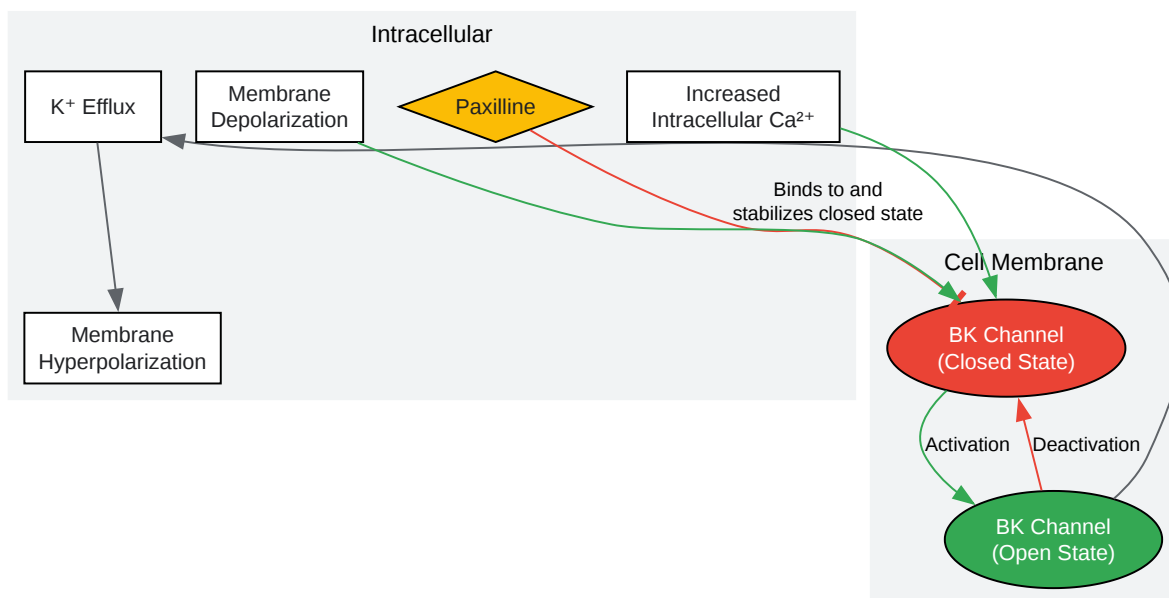 Intracellular
K⁺ Efflux
Membrane
Depolarization
Paxilline
Increased
Intracellular Ca²⁺
Binds to and
stabilizes closed state
Cell Membrane
Membrane
Hyperpolarization
BK Channel
(Closed State)
Activation
Deactivation
BK Channel
(Open State)